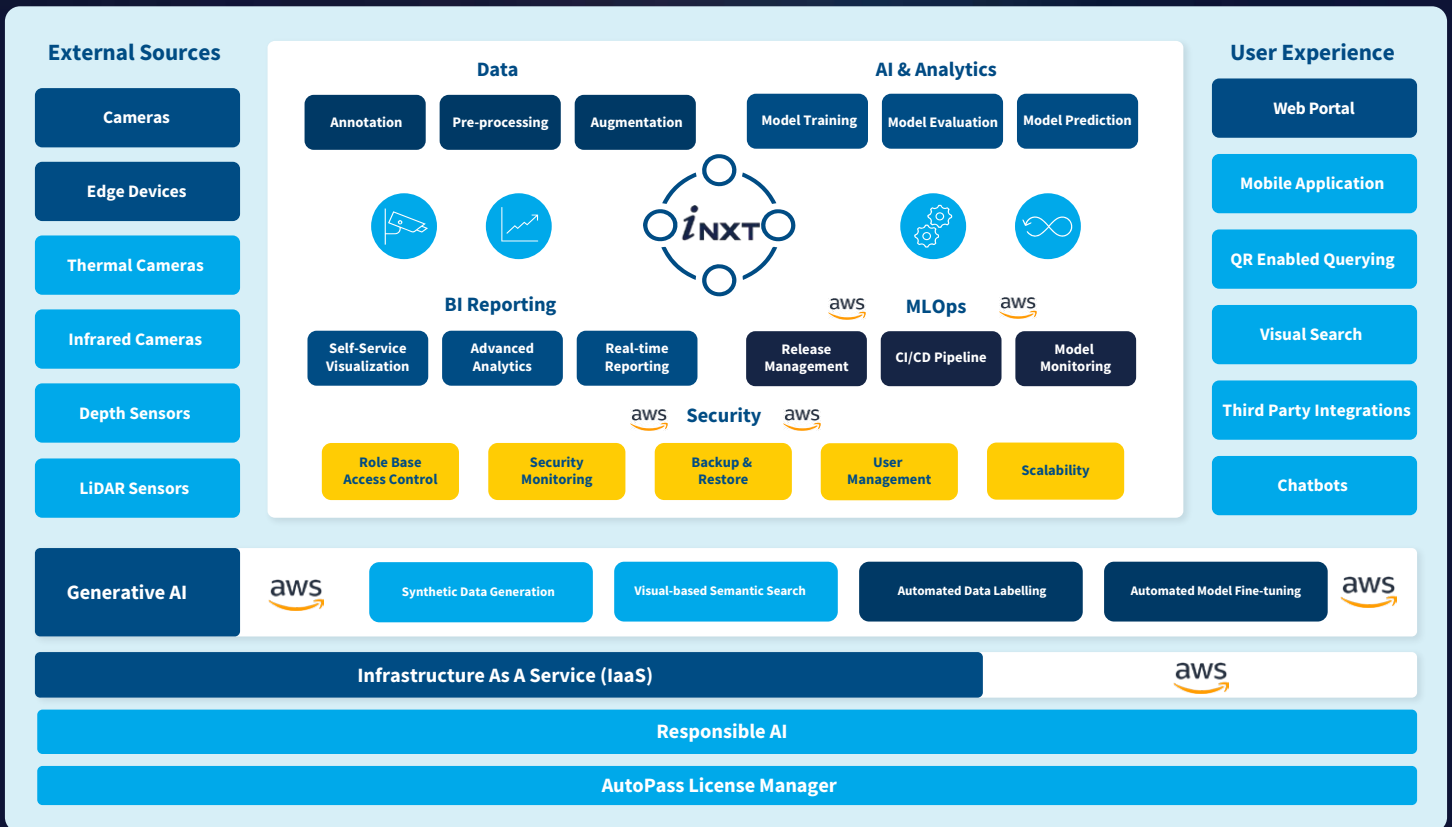 External Sources
Cameras
Edge Devices
Thermal Cameras
Infrared Cameras
Depth Sensors
LiDAR Sensors
Data
Annotation
Pre-processing
Augmentation
AI & Analytics
Model Training
Model Evaluation
Model Prediction
iNXT
BI Reporting
Self-Service
Visualization
Advanced
Analytics
Real-time
Reporting
aws
MLOps
aws
Release
Management
CI/CD Pipeline
Model
Monitoring
aws
Security
aws
Role Base
Access Control
Security
Monitoring
Backup &
Restore
User
Management
Scalability
User Experience
Web Portal
Mobile Application
QR Enabled Querying
Visual Search
Third Party Integrations
Chatbots
Generative AI
aws
Synthetic Data Generation
Visual-based Semantic Search
Automated Data Labelling
Automated Model Fine-tuning
aws
Infrastructure As A Service (IaaS)
aws
Responsible AI
AutoPass License Manager